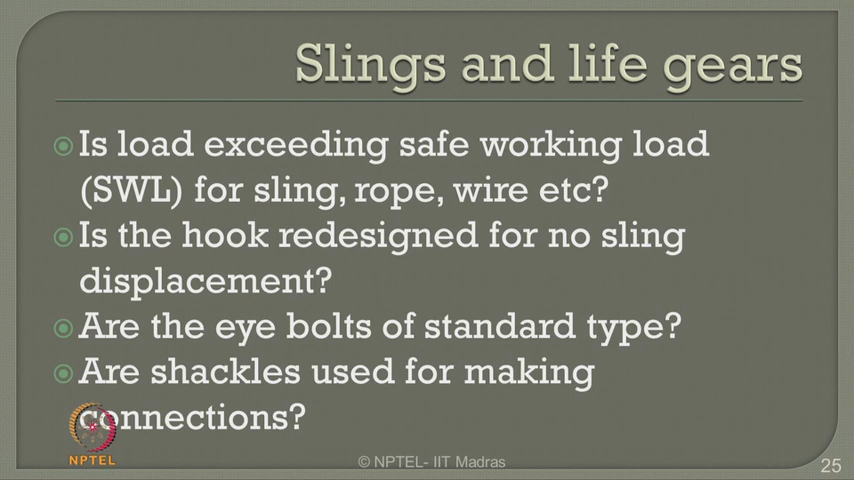 Slings and life gears
Is load exceeding safe working load
(SWL) for sling, rope, wire etc?
Is the hook redesigned for no sling
displacement?
Are the eye bolts of standard type?
Are shackles used for making
connections?
NPTEL
© NPTEL- IIT Madras
25